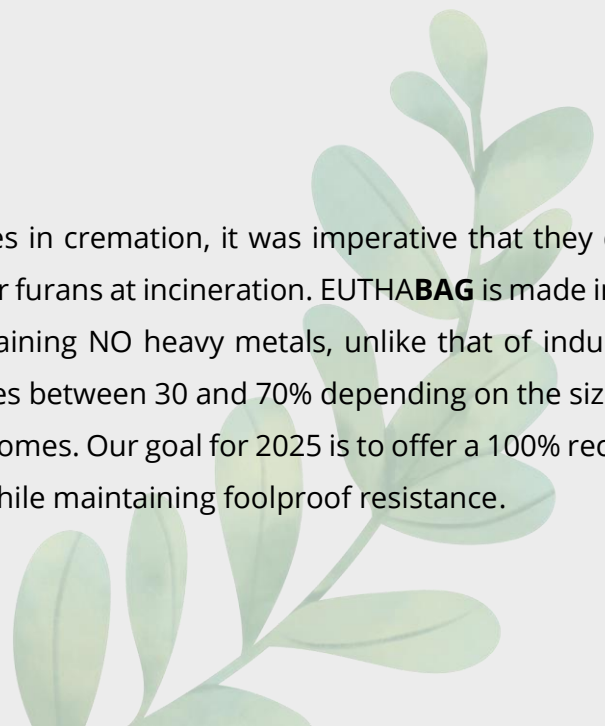 es in cremation, it was imperative that they
r furans at incineration. EUTHABAG is made in
aining NO heavy metals, unlike that of indu
es between 30 and 70% depending on the siz
omes. Our goal for 2025 is to offer a 100% rec
hile maintaining foolproof resistance.